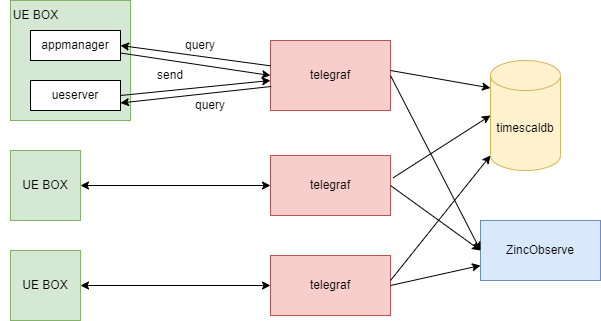 UE BOX
appmanager
query
send
ueserver
query
telegraf
timescaldb
UE BOX
telegraf
ZincObserve
UE BOX
telegraf